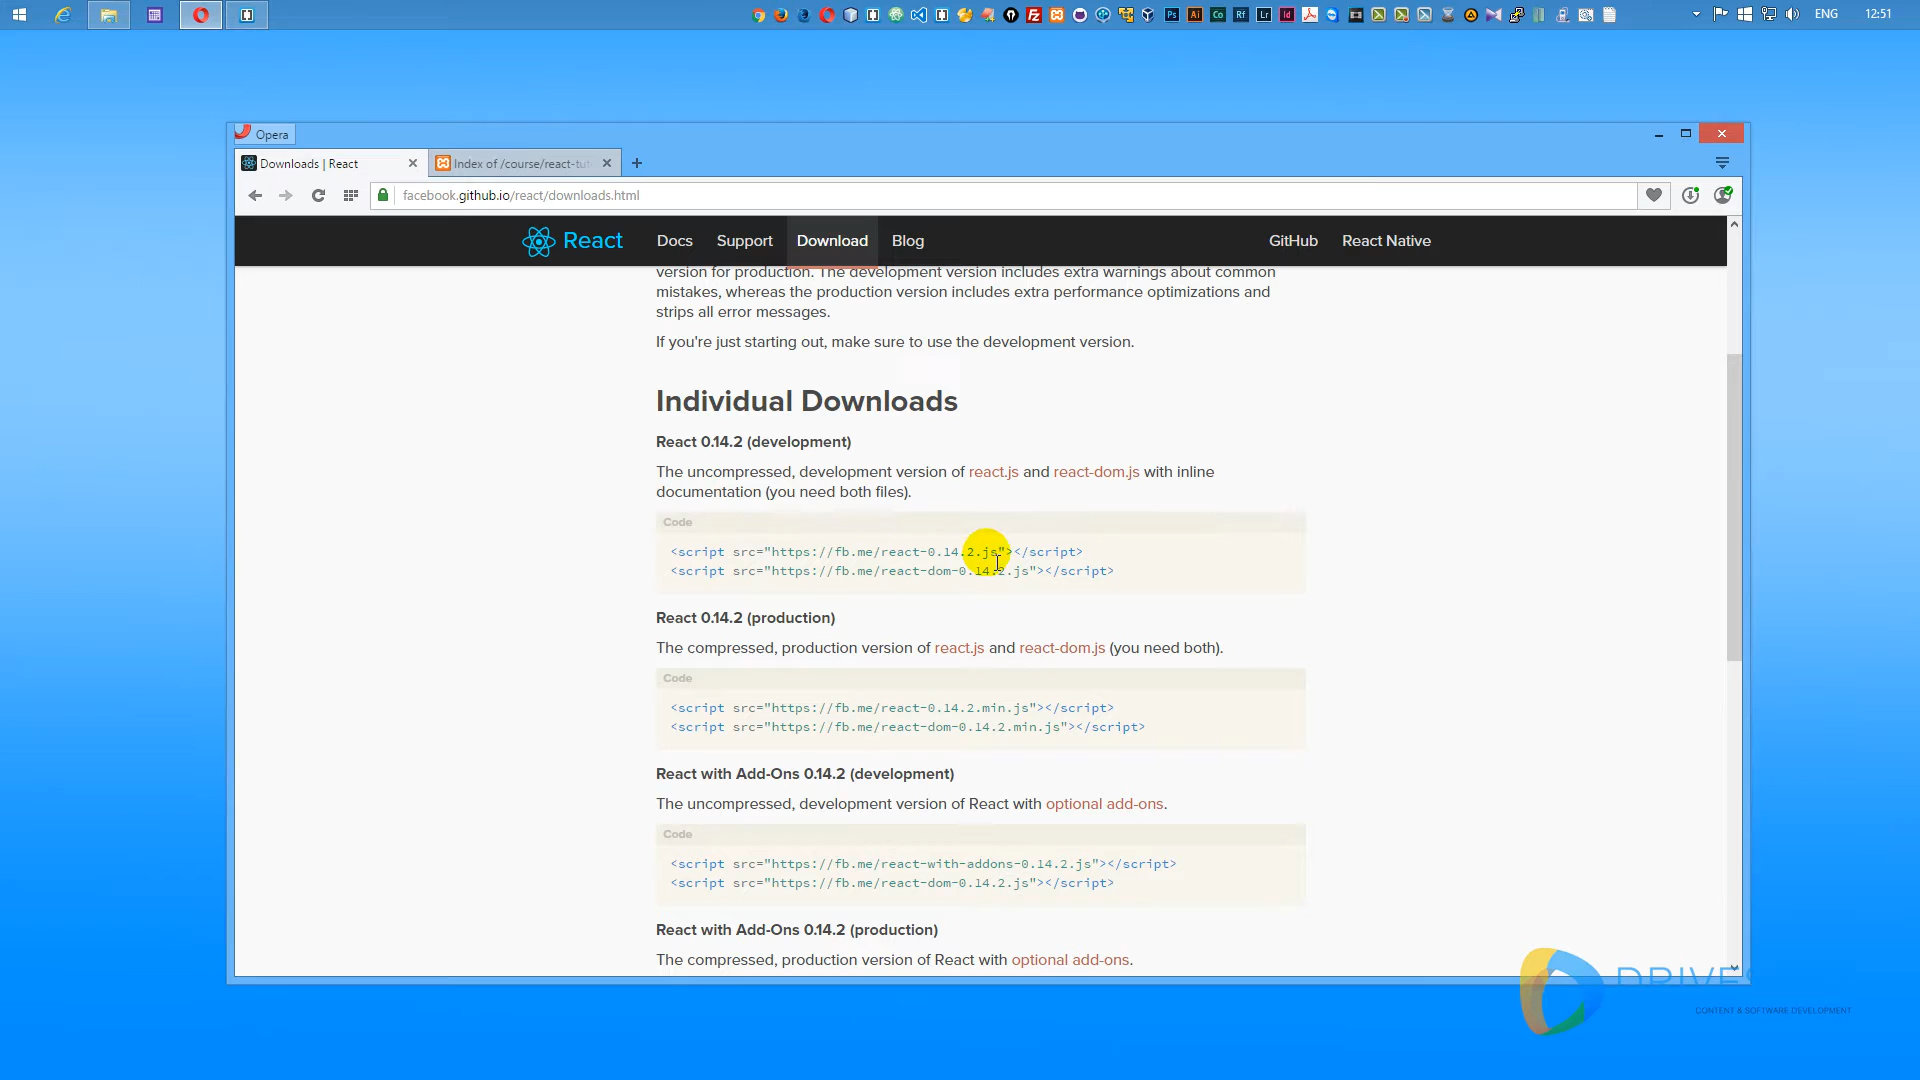 ENG 12:51
Opera
Downloads | React
Index of /course/react-tut
facebook.github.io/react/downloads.html
React Docs Support Download Blog GitHub React Native
version for production. The development version includes extra warnings about common
mistakes, whereas the production version includes extra performance optimizations and
strips all error messages.
If you're just starting out, make sure to use the development version.
Individual Downloads
React 0.14.2 (development)
The uncompressed, development version of react.js and react-dom.js with inline
documentation (you need both files).
Code
<script src="https://fb.me/react-0.14.2.js"></script>
<script src="https://fb.me/react-dom-0.14.2.js"></script>
React 0.14.2 (production)
The compressed, production version of react.js and react-dom.js (you need both).
Code
<script src="https://fb.me/react-0.14.2.min.js"></script>
<script src="https://fb.me/react-dom-0.14.2.min.js"></script>
React with Add-Ons 0.14.2 (development)
The uncompressed, development version of React with optional add-ons.
Code
<script src="https://fb.me/react-with-addons-0.14.2.js"></script>
<script src="https://fb.me/react-dom-0.14.2.js"></script>
React with Add-Ons 0.14.2 (production)
The compressed, production version of React with optional add-ons.
CONTENT & SOFTWARE DEVELOPMENT